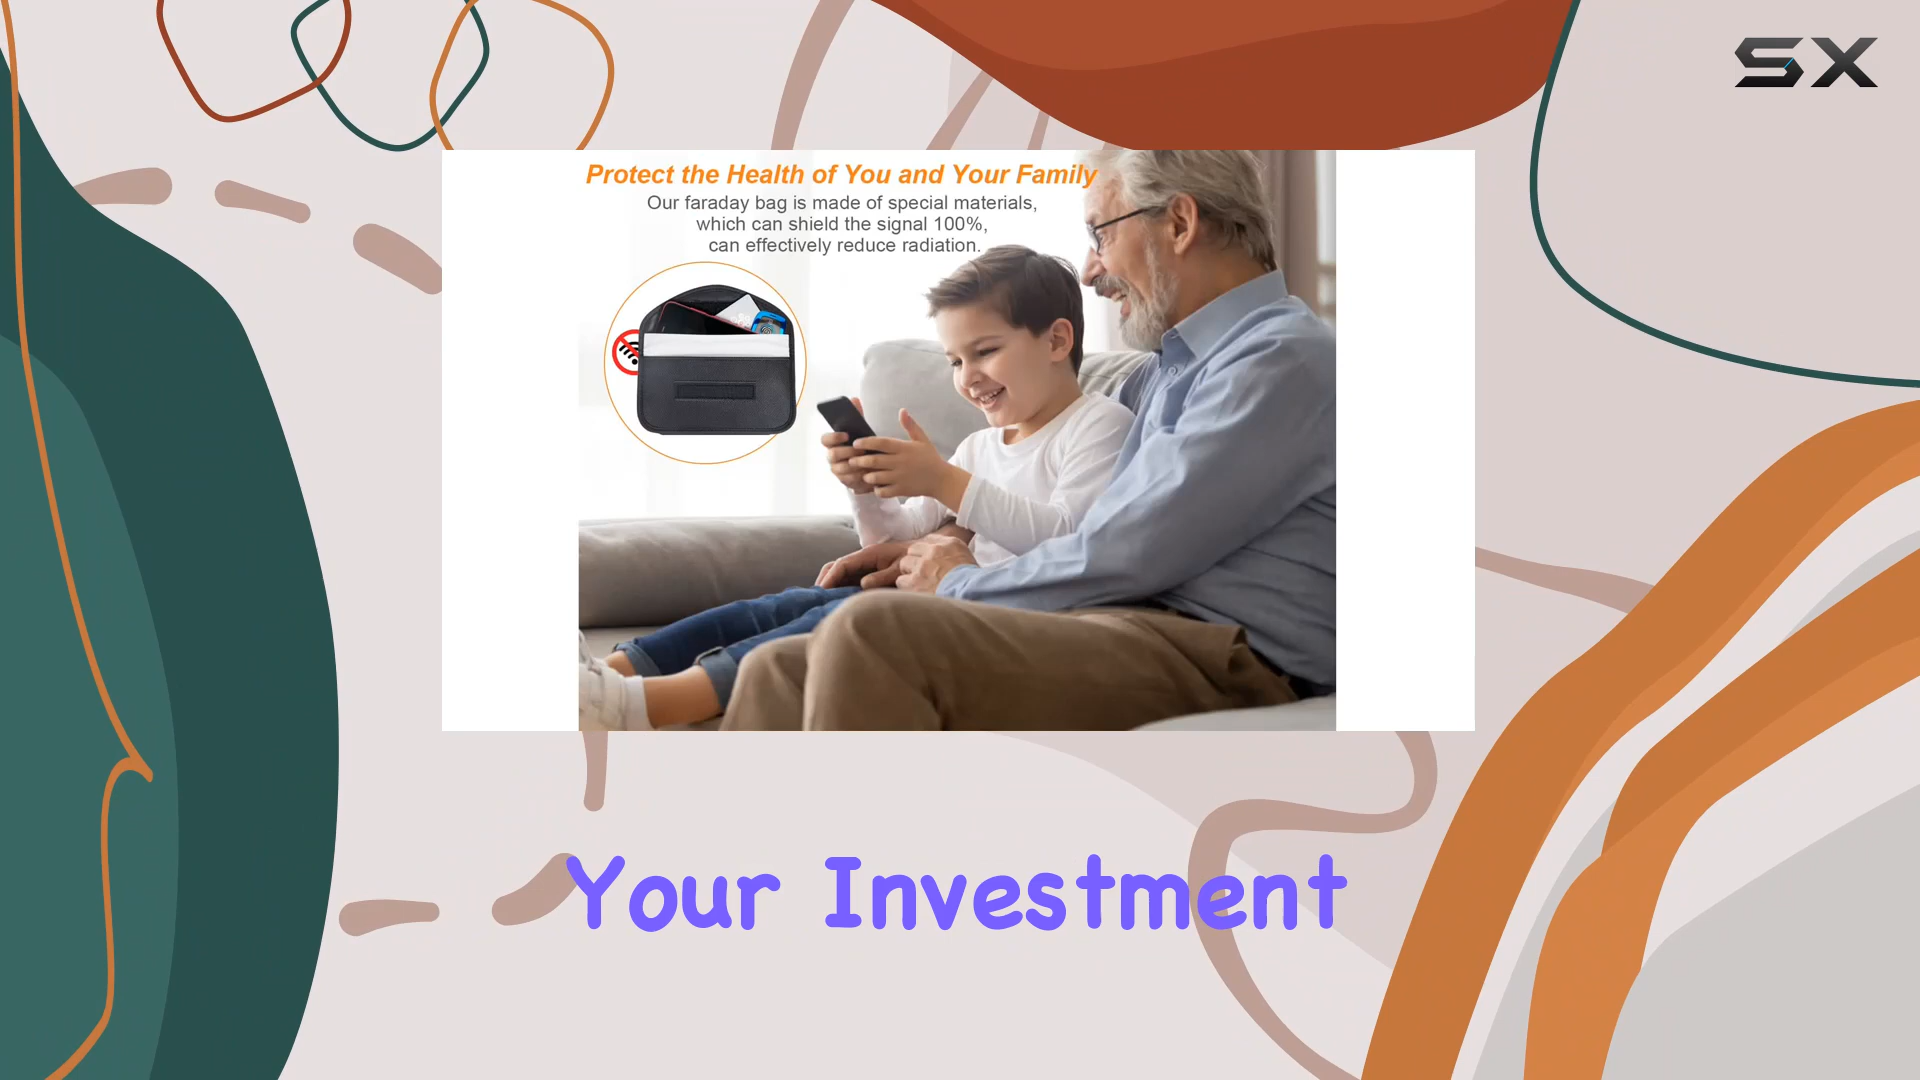 SX
Protect the Health of You and Your Family
Our faraday bag is made of special materials,
which can shield the signal 100%,
can effectively reduce radiation.
Your Investment